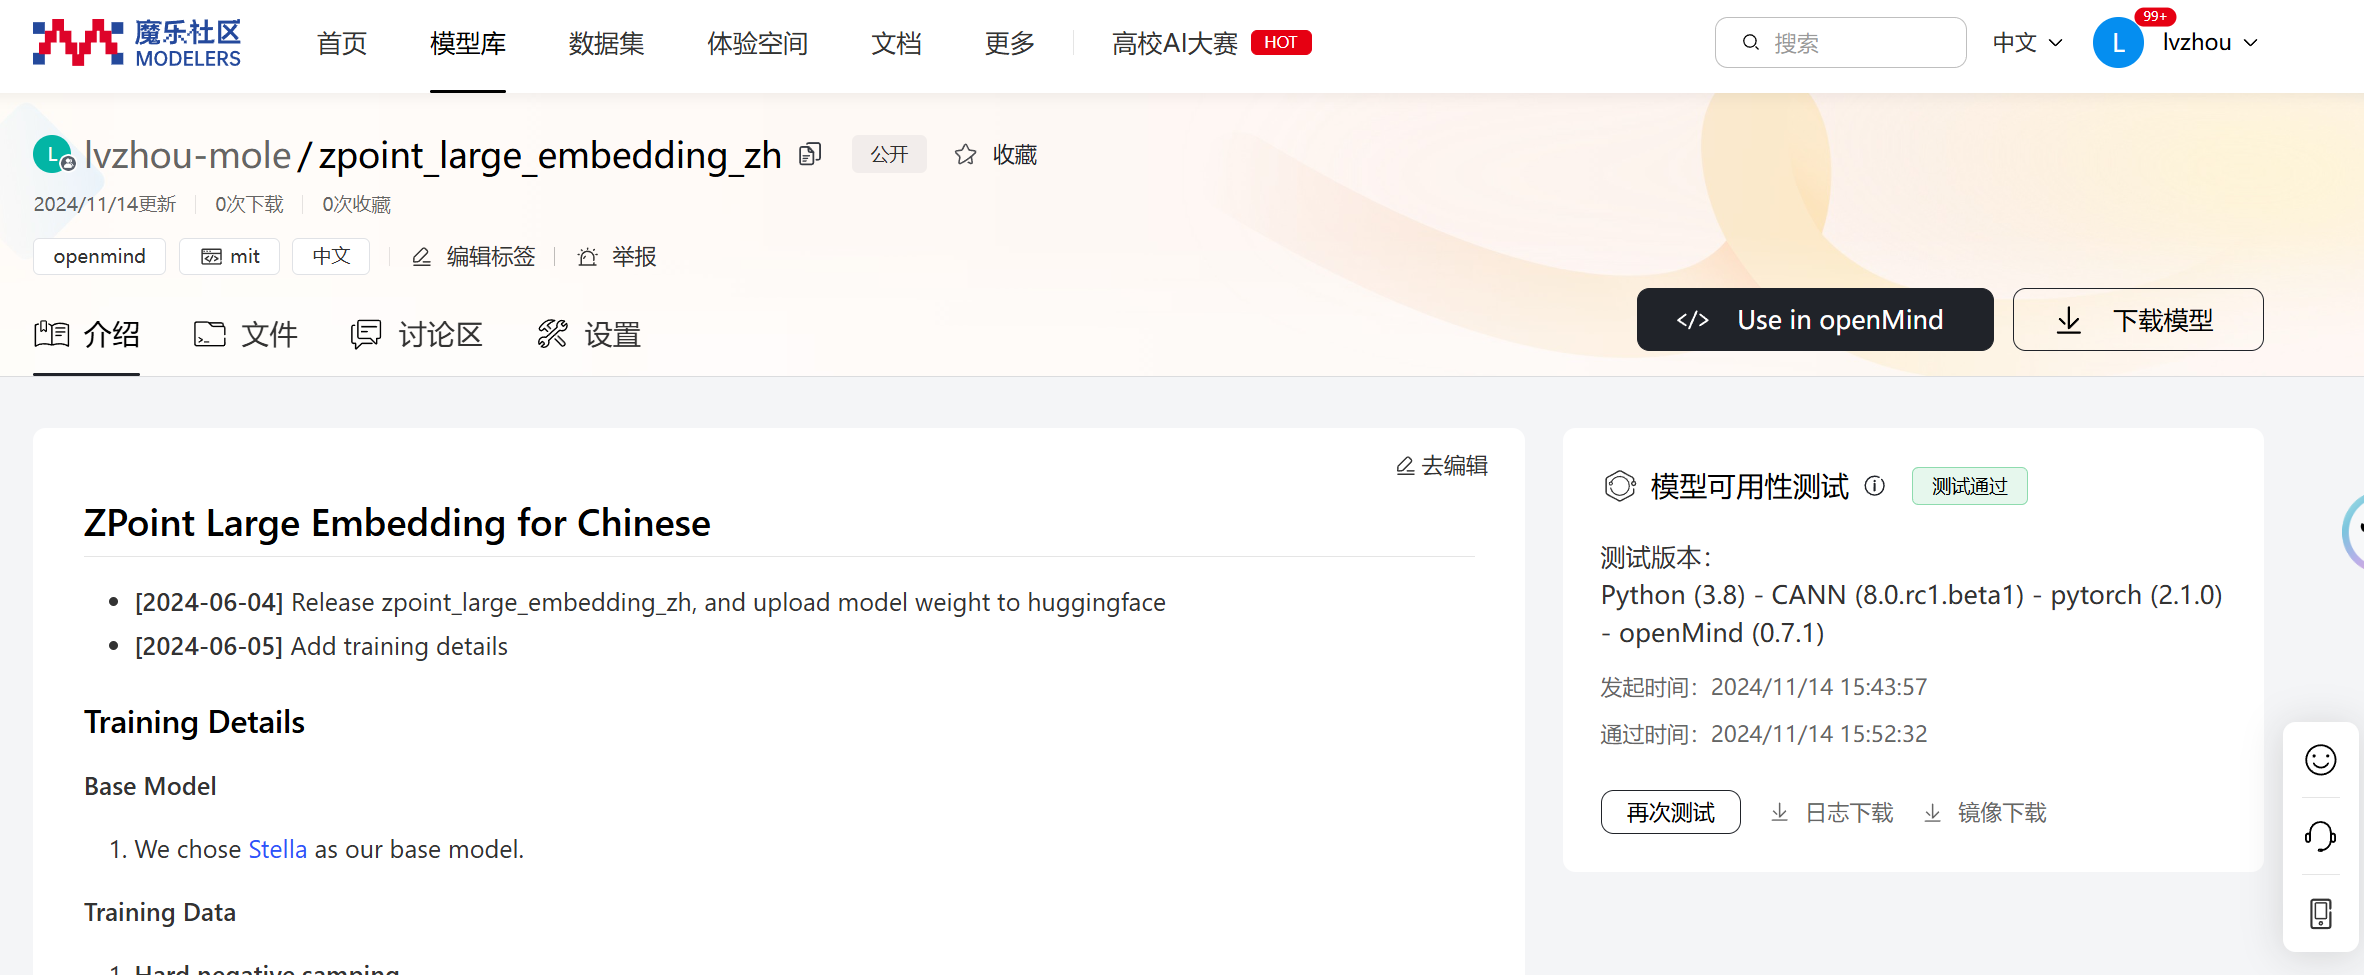 魔乐社区
MODELERS
首页
模型库
数据集
体验空间
文档
更多
高校AI大赛
HOT
搜索
中文
L
99+
lvzhou
L
lvzhou-mole / zpoint_large_embedding_zh
公开
收藏
2024/11/14更新
0次下载
0次收藏
openmind
mit
中文
编辑标签
举报
介绍
文件
讨论区
设置
</> Use in openMind
下载模型
去编辑
ZPoint Large Embedding for Chinese
• [2024-06-04] Release zpoint_large_embedding_zh, and upload model weight to huggingface
• [2024-06-05] Add training details
Training Details
Base Model
1. We chose Stella as our base model.
Training Data
1. Hard negative samping
模型可用性测试
测试通过
测试版本：
Python (3.8) - CANN (8.0.rc1.beta1) - pytorch (2.1.0)
- openMind (0.7.1)
发起时间：2024/11/14 15:43:57
通过时间：2024/11/14 15:52:32
再次测试
日志下载
镜像下载